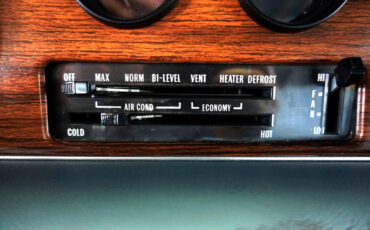 OFF MAX NORM BI-LEVEL VENT HEATER DEFROST HI
AIR COND ECONOMY
FAN
COLD HOT LO